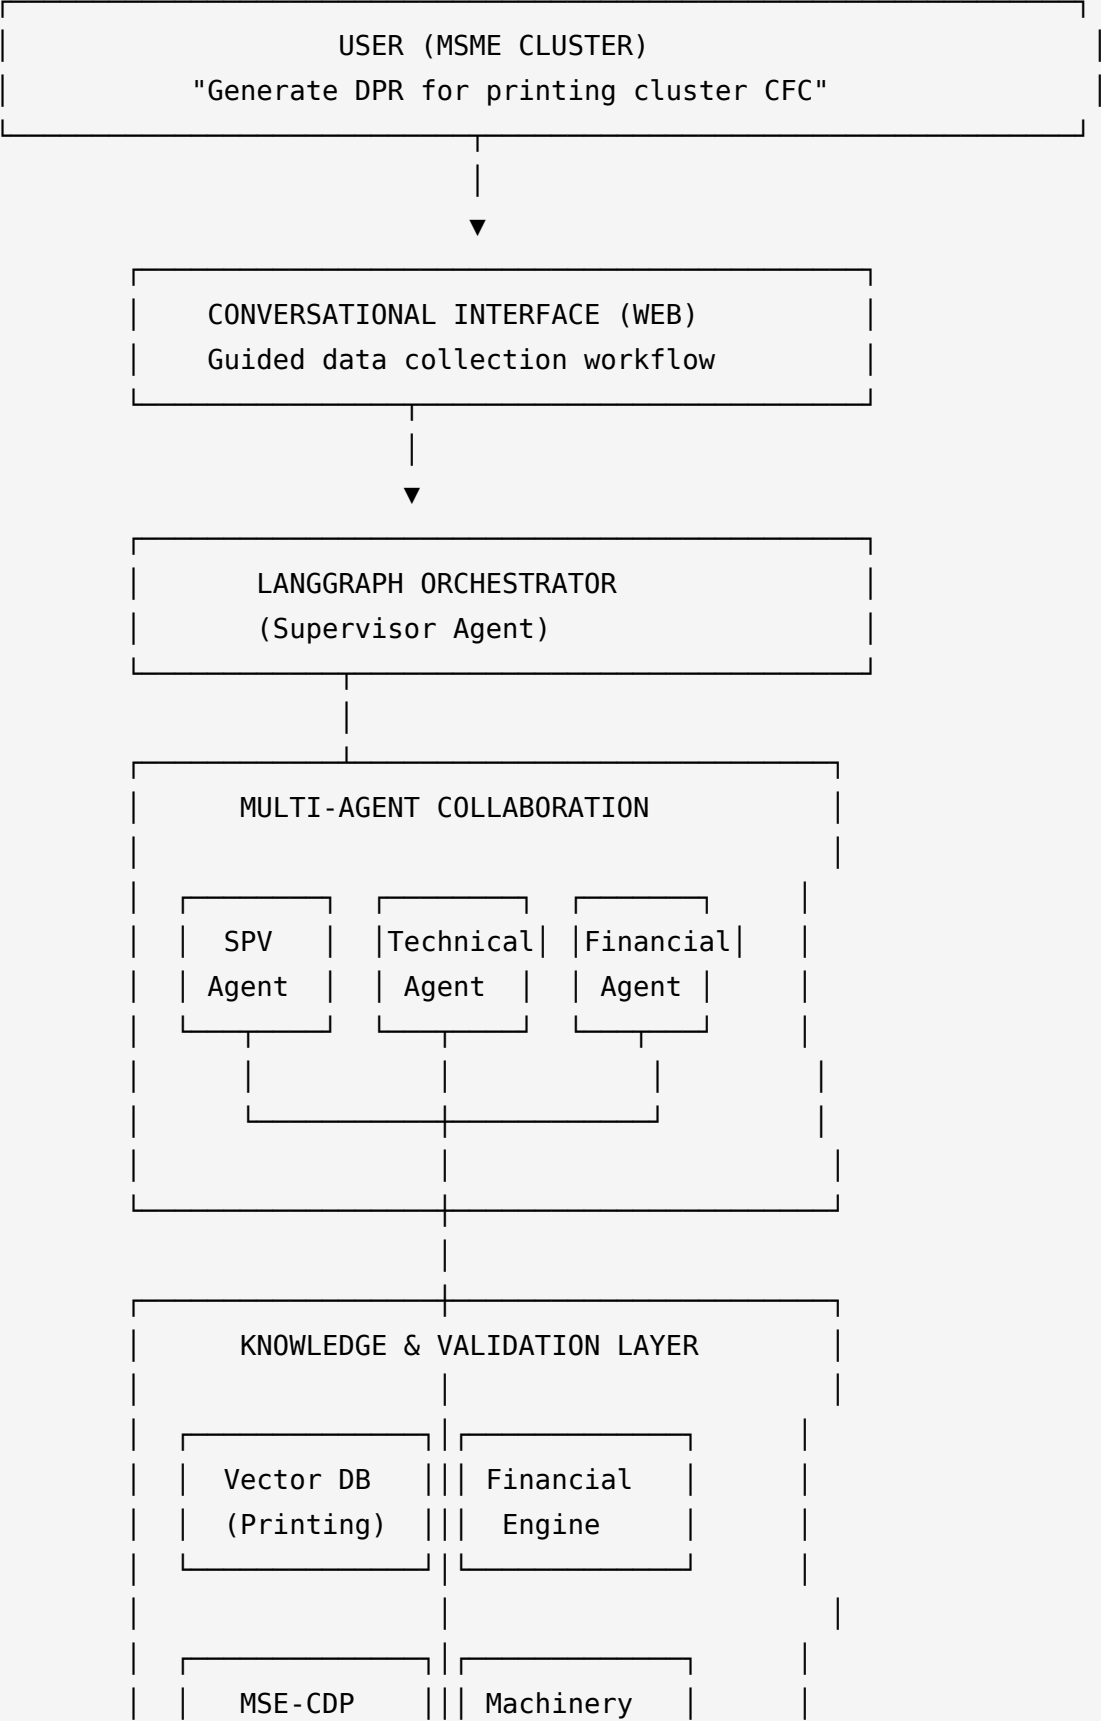 USER (MSME CLUSTER)
"Generate DPR for printing cluster CFC"
CONVERSATIONAL INTERFACE (WEB)
Guided data collection workflow
LANGGRAPH ORCHESTRATOR
(Supervisor Agent)
MULTI-AGENT COLLABORATION
SPV Technical Financial
Agent Agent Agent
KNOWLEDGE & VALIDATION LAYER
Vector DB Financial
(Printing) Engine
MSE-CDP Machinery